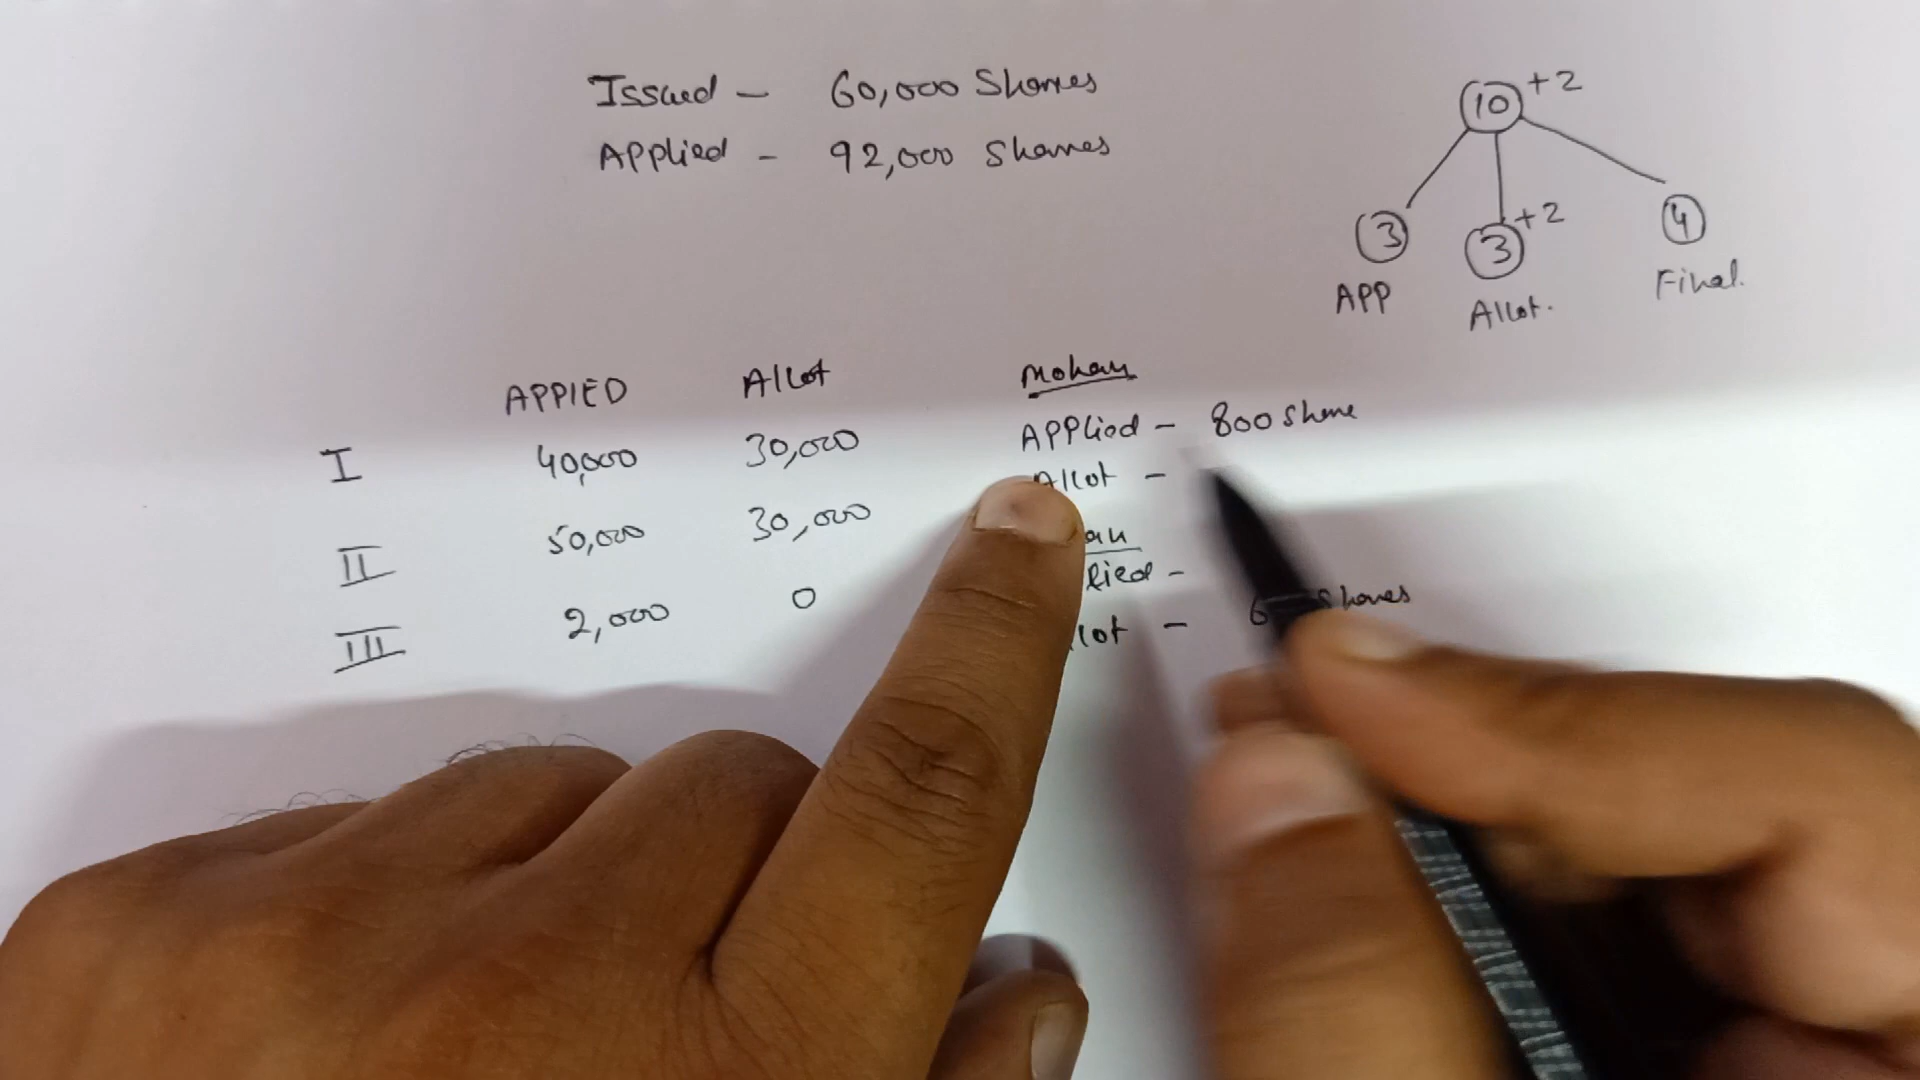 Issued - 60,000 Shares
Applied - 92,000 Shares
10 +2
3
3 +2
4
APP
Allot.
Final.
APPIED Allot
I 40,000 30,000
II 50,000 30,000
III 2,000 0
Mohan
Applied - 800 Share
Allot -
Shares